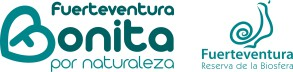 Fuerteventura
Bonita
por naturaleza
Fuerteventura
Reserva de la Biosfera